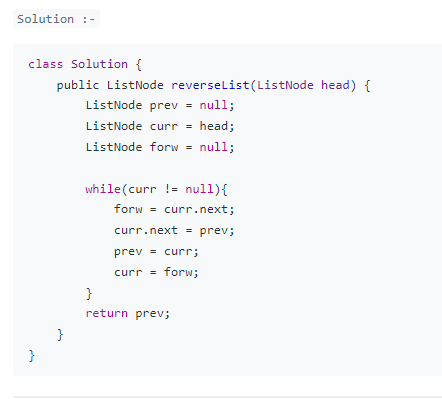 Solution :-
class Solution {
    public ListNode reverseList(ListNode head) {
        ListNode prev = null;
        ListNode curr = head;
        ListNode forw = null;

        while(curr != null){
            forw = curr.next;
            curr.next = prev;
            prev = curr;
            curr = forw;
        }
        return prev;
    }
}